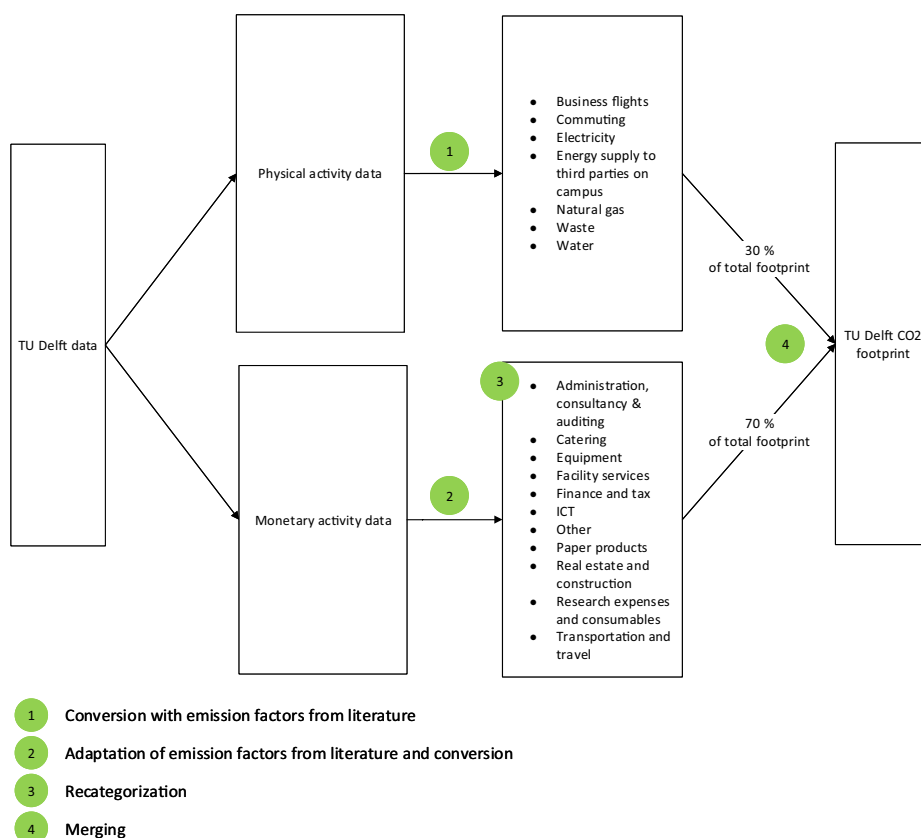 TU Delft data
Physical activity data
1
● Business flights
● Commuting
● Electricity
● Energy supply to
third parties on
campus
● Natural gas
● Waste
● Water
30 %
of total footprint
Monetary activity data
2
3
● Administration,
consultancy &
auditing
● Catering
● Equipment
● Facility services
● Finance and tax
● ICT
● Other
● Paper products
● Real estate and
construction
● Research expenses
and consumables
● Transportation and
travel
70 %
of total footprint
4
TU Delft CO2
footprint
1 Conversion with emission factors from literature
2 Adaptation of emission factors from literature and conversion
3 Recategorization
4 Merging